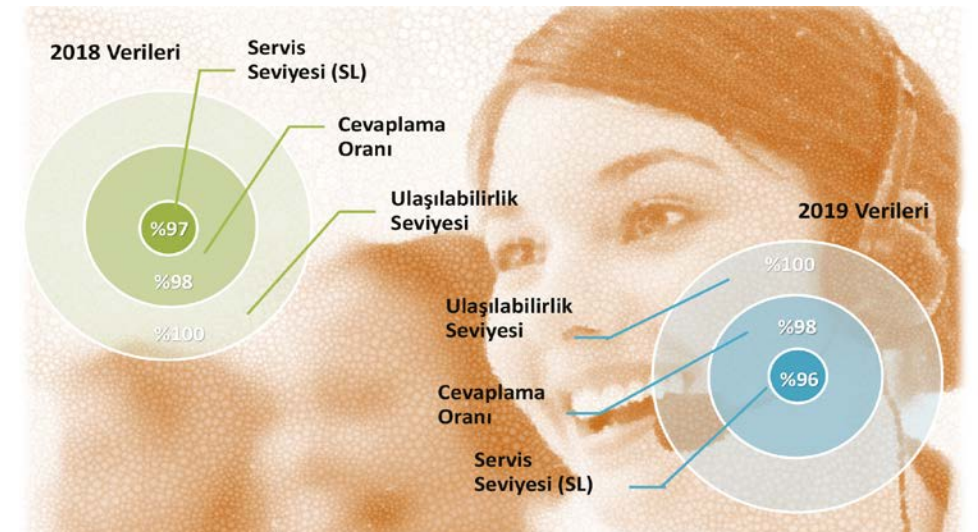 2018 Verileri
Servis
Seviyesi (SL)
Cevaplama
Oranı
Ulaşılabilirlik
Seviyesi
%97
%98
%100
2019 Verileri
%100
Ulaşılabilirlik
Seviyesi
%98
%96
Cevaplama
Oranı
Servis
Seviyesi (SL)